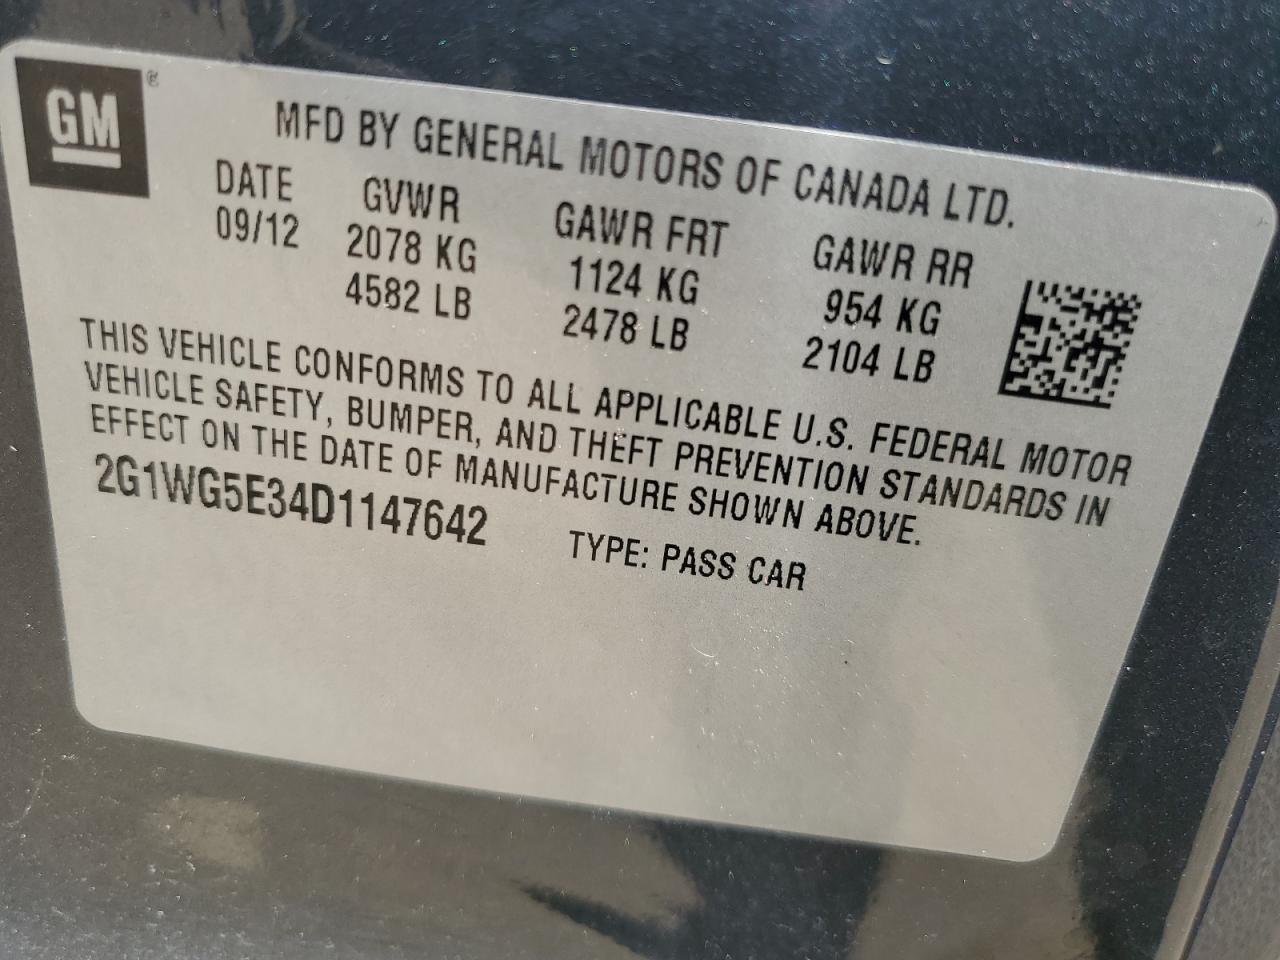 GM ®
MFD BY GENERAL MOTORS OF CANADA LTD.
DATE GVWR GAWR FRT GAWR RR
09/12 2078 KG 1124 KG 954 KG
4582 LB 2478 LB 2104 LB
THIS VEHICLE CONFORMS TO ALL APPLICABLE U.S. FEDERAL MOTOR
VEHICLE SAFETY, BUMPER, AND THEFT PREVENTION STANDARDS IN
EFFECT ON THE DATE OF MANUFACTURE SHOWN ABOVE.
2G1WG5E34D1147642 TYPE: PASS CAR